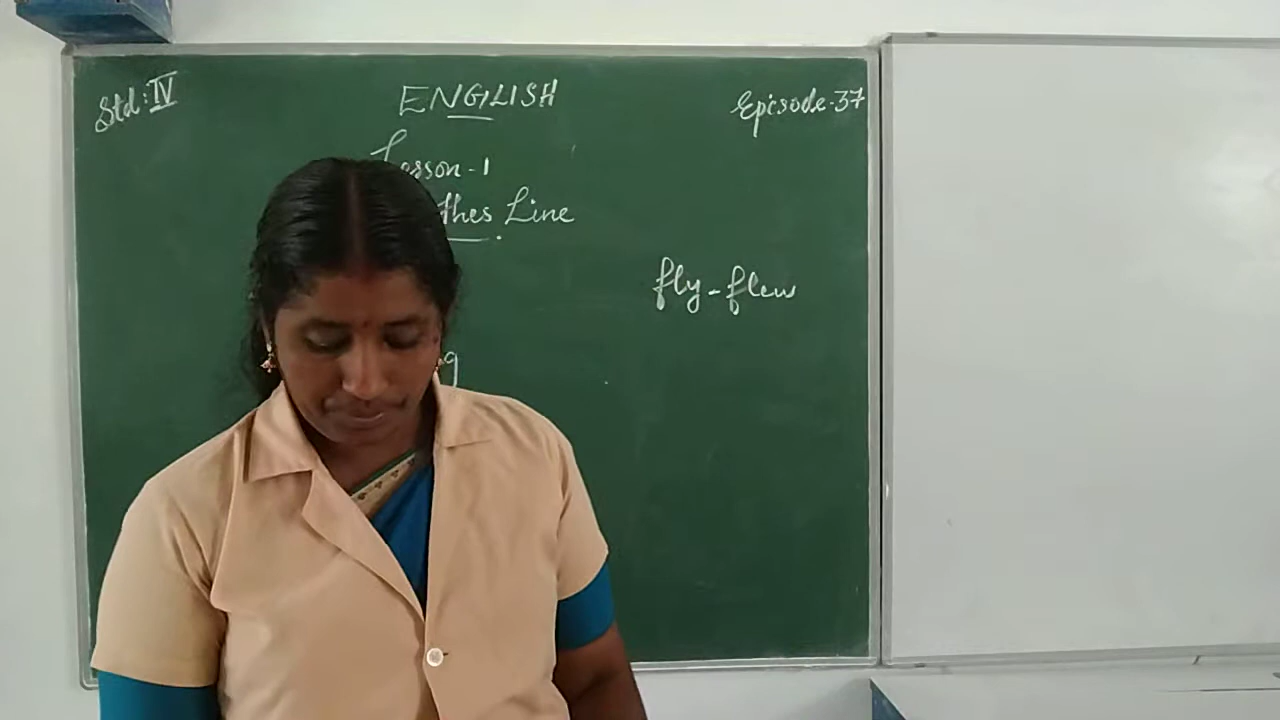 Std: IV
ENGLISH
Episode-37
Lesson-1
thes Line
fly-flew
g